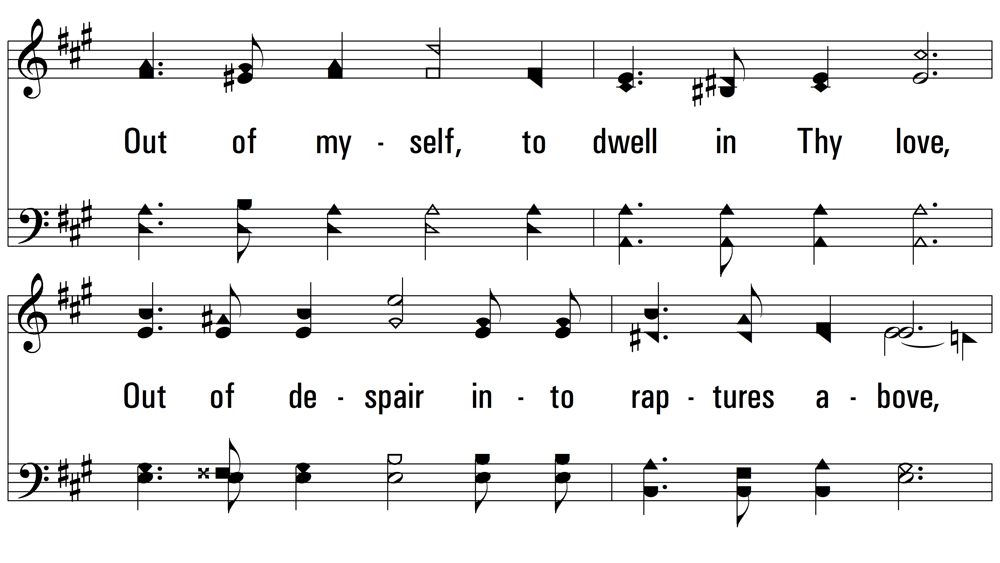 Out of my - self, to dwell in Thy love,
Out of de - spair in - to rap - tures a - bove,